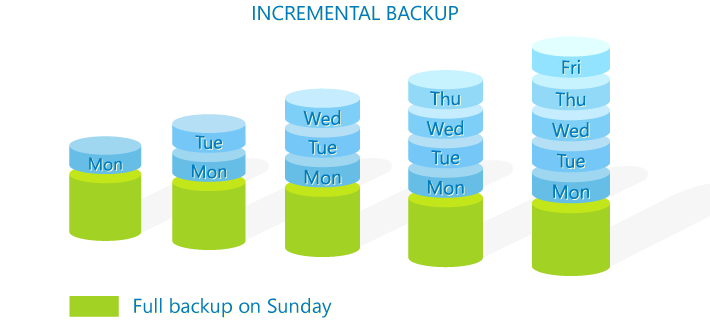 INCREMENTAL BACKUP
Mon
Tue
Mon
Wed
Tue
Mon
Thu
Wed
Tue
Mon
Fri
Thu
Wed
Tue
Mon
Full backup on Sunday